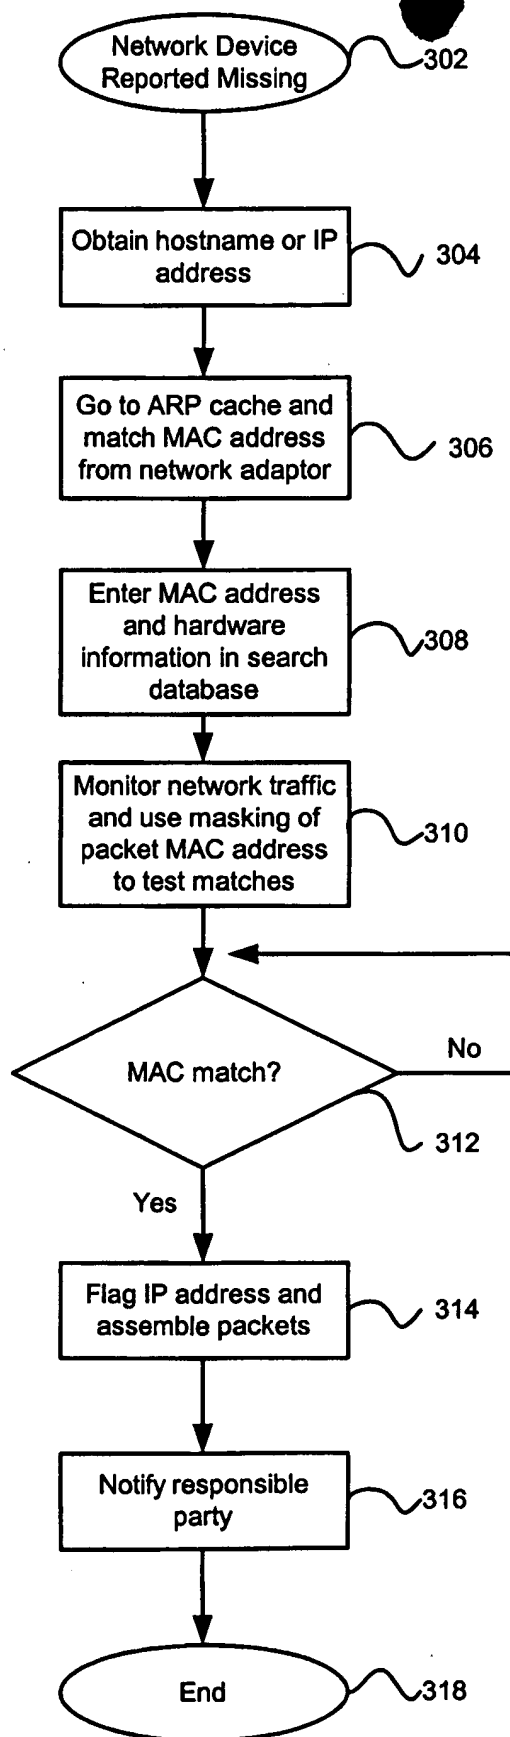 Network Device
Reported Missing
302
Obtain hostname or IP
address
304
Go to ARP cache and
match MAC address
from network adaptor
306
Enter MAC address
and hardware
information in search
database
308
Monitor network traffic
and use masking of
packet MAC address
to test matches
310
MAC match?
No
312
Yes
Flag IP address and
assemble packets
314
Notify responsible
party
316
End
318